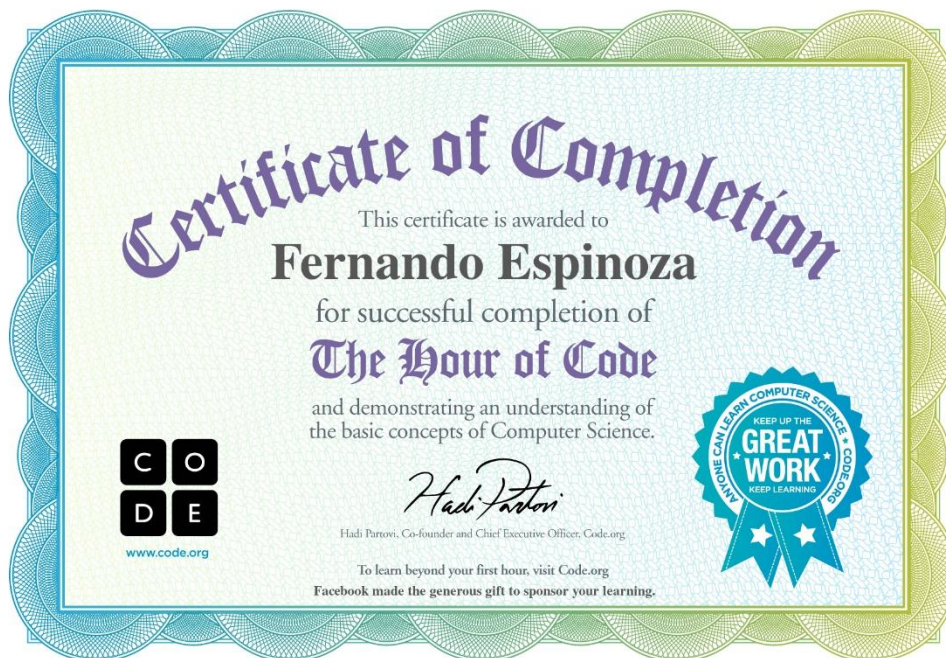 Certificate of Completion
This certificate is awarded to
Fernando Espinoza
for successful completion of
The Hour of Code
and demonstrating an understanding of
the basic concepts of Computer Science.
C O
D E
www.code.org
Hadi Partovi
Hadi Partovi, Co-founder and Chief Executive Officer, Code.org
To learn beyond your first hour, visit Code.org
Facebook made the generous gift to sponsor your learning.
ANYONE CAN LEARN COMPUTER SCIENCE ★ CODE.ORG ★
KEEP UP THE
GREAT
WORK
KEEP LEARNING